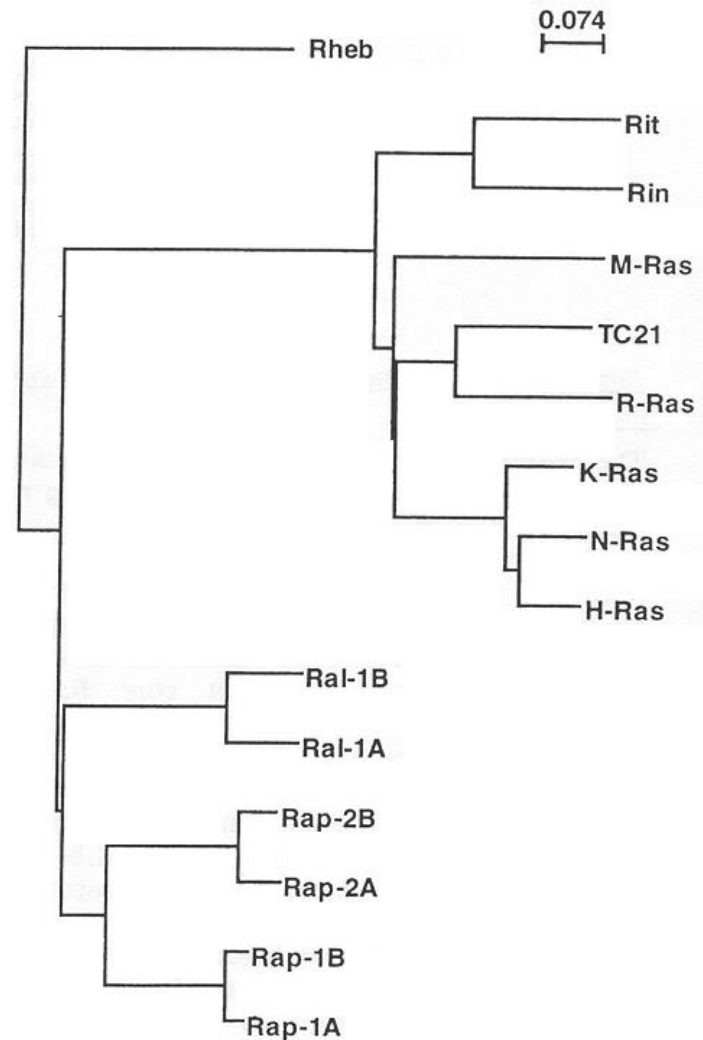 0.074
Rheb
Rit
Rin
M-Ras
TC21
R-Ras
K-Ras
N-Ras
H-Ras
Ral-1B
Ral-1A
Rap-2B
Rap-2A
Rap-1B
Rap-1A